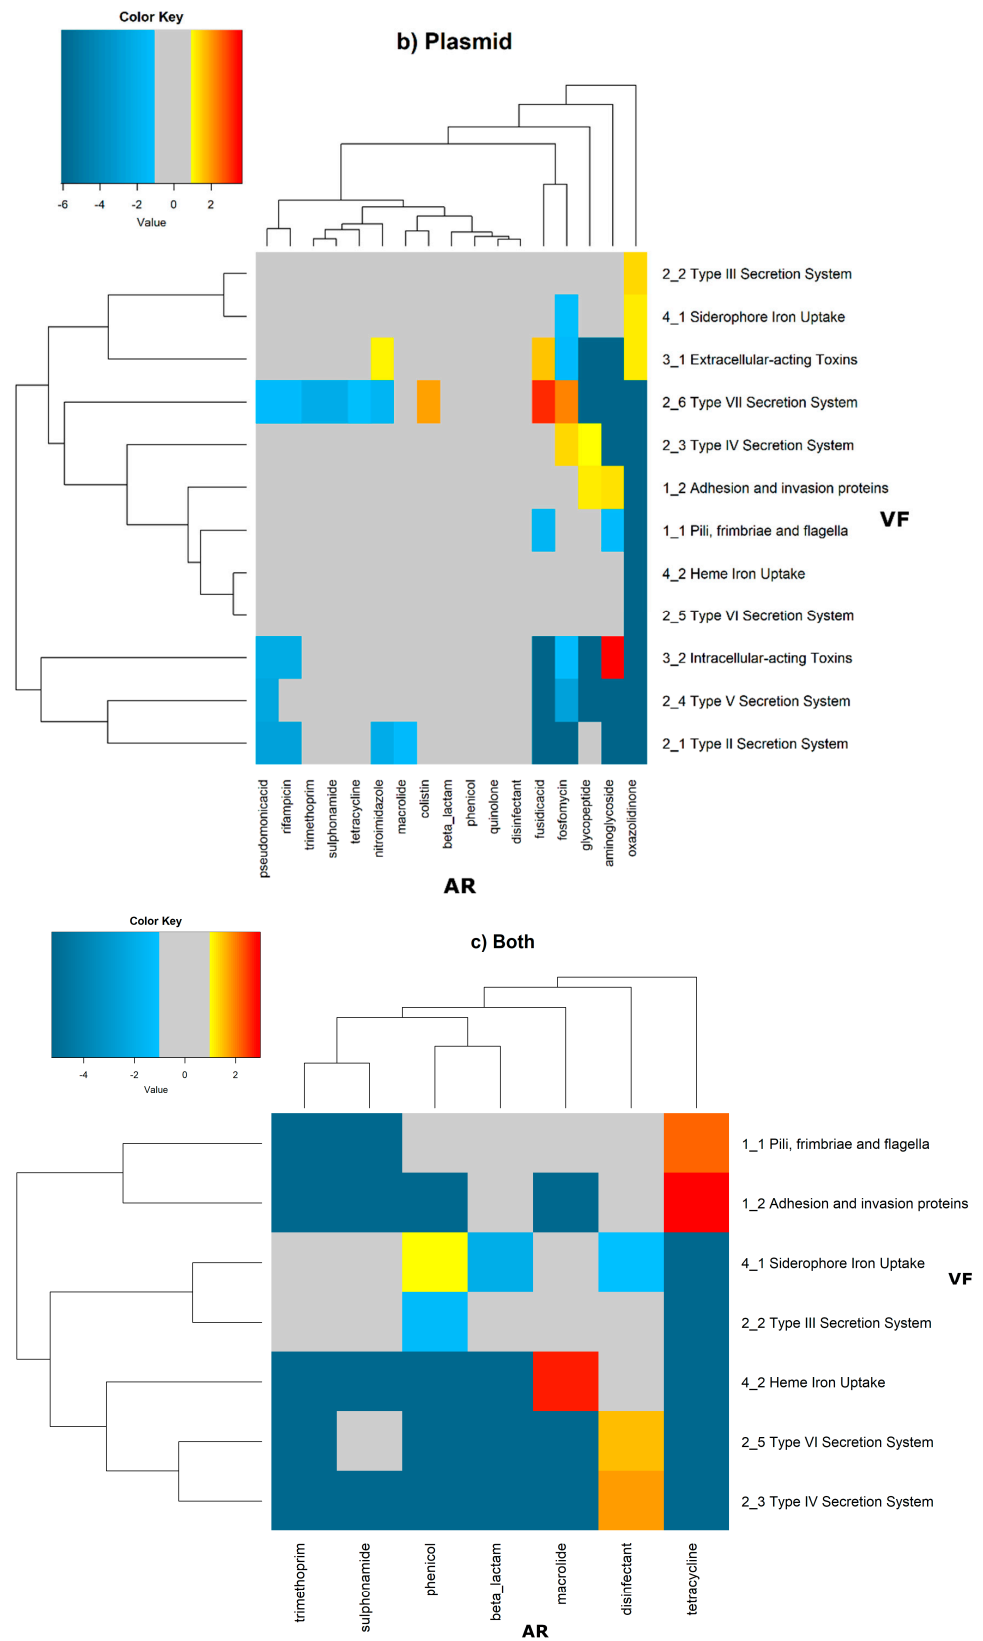 Color Key
b) Plasmid
-6 -4 -2 0 2
Value
2_2 Type III Secretion System
4_1 Siderophore Iron Uptake
3_1 Extracellular-acting Toxins
2_6 Type VII Secretion System
2_3 Type IV Secretion System
1_2 Adhesion and invasion proteins
VF
1_1 Pili, frimbriae and flagella
4_2 Heme Iron Uptake
2_5 Type VI Secretion System
3_2 Intracellular-acting Toxins
2_4 Type V Secretion System
2_1 Type II Secretion System
pseudomonicacid
rifampicin
trimethoprim
sulphonamide
tetracycline
nitroimidazole
macrolide
colistin
beta_lactam
phenicol
quinolone
disinfectant
fusidicacid
fosfomycin
glycopeptide
aminoglycoside
oxazolidinone
AR
Color Key
c) Both
-4 -2 0 2
Value
1_1 Pili, frimbriae and flagella
1_2 Adhesion and invasion proteins
4_1 Siderophore Iron Uptake
VF
2_2 Type III Secretion System
4_2 Heme Iron Uptake
2_5 Type VI Secretion System
2_3 Type IV Secretion System
trimethoprim
sulphonamide
phenicol
beta_lactam
macrolide
disinfectant
tetracycline
AR